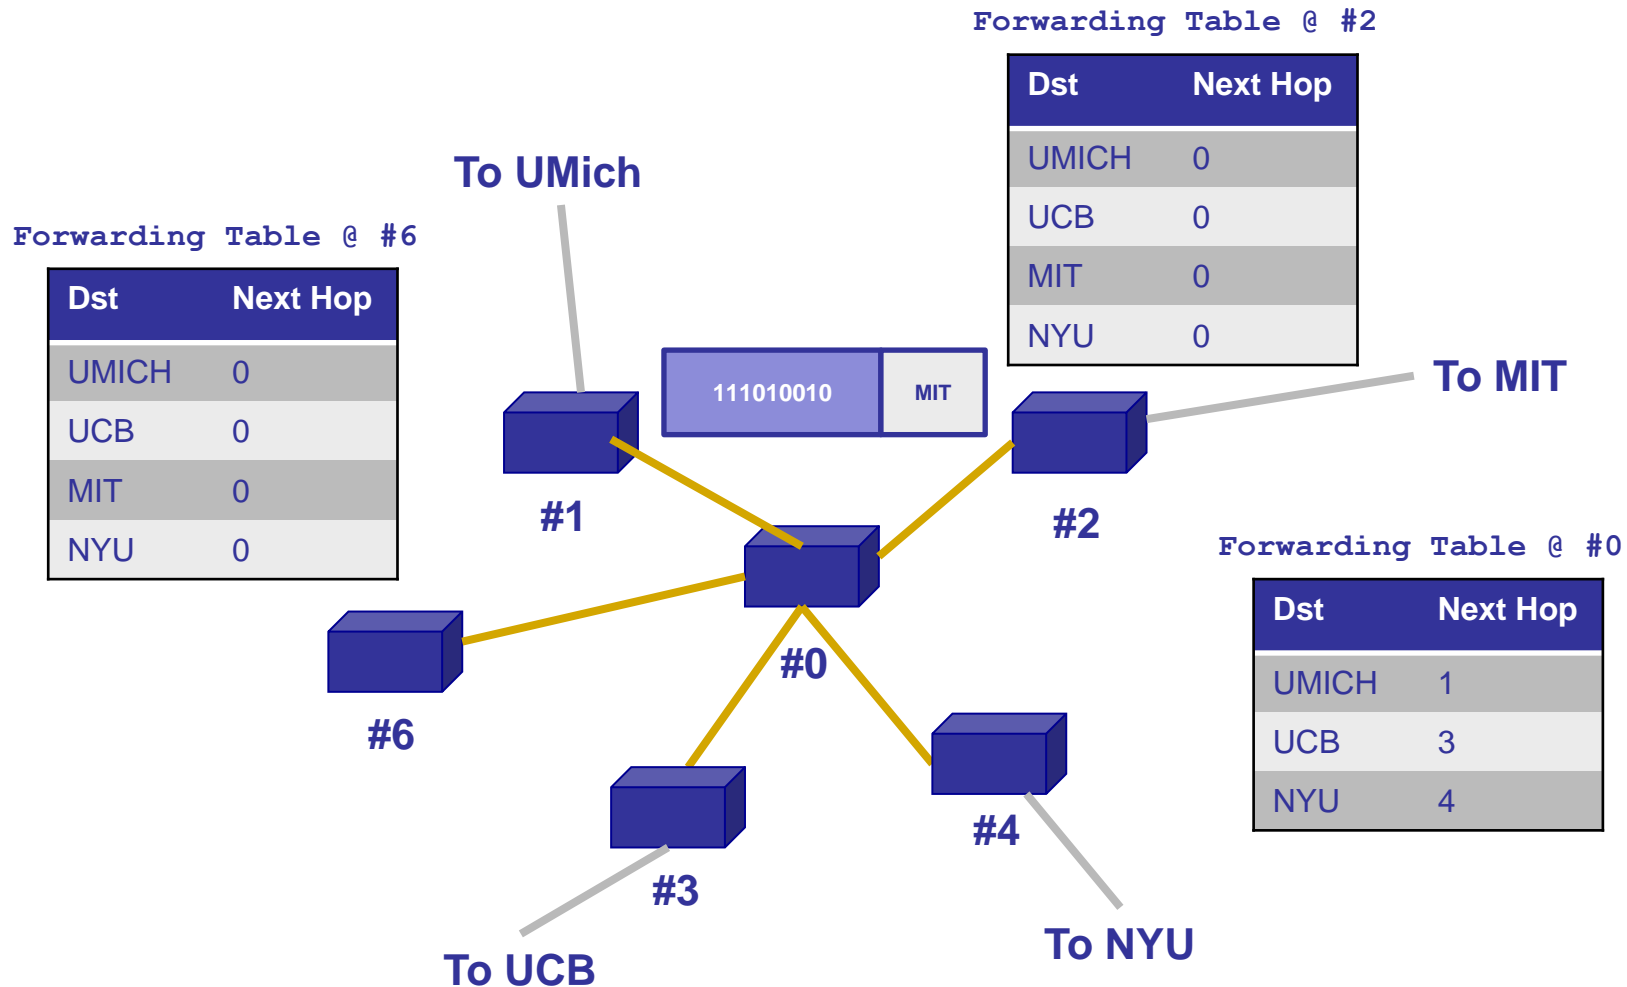 Forwarding Table @ #2
Dst Next Hop
UMICH 0
UCB 0
MIT 0
NYU 0
To UMich
Forwarding Table @ #6
Dst Next Hop
UMICH 0
UCB 0
MIT 0
NYU 0
111010010 MIT
To MIT
#1
#2
#0
#6
#3
#4
Forwarding Table @ #0
Dst Next Hop
UMICH 1
UCB 3
NYU 4
To UCB
To NYU